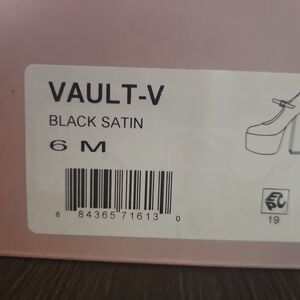 VAULT-V
BLACK SATIN
6 M
8 84365 71613 0
19